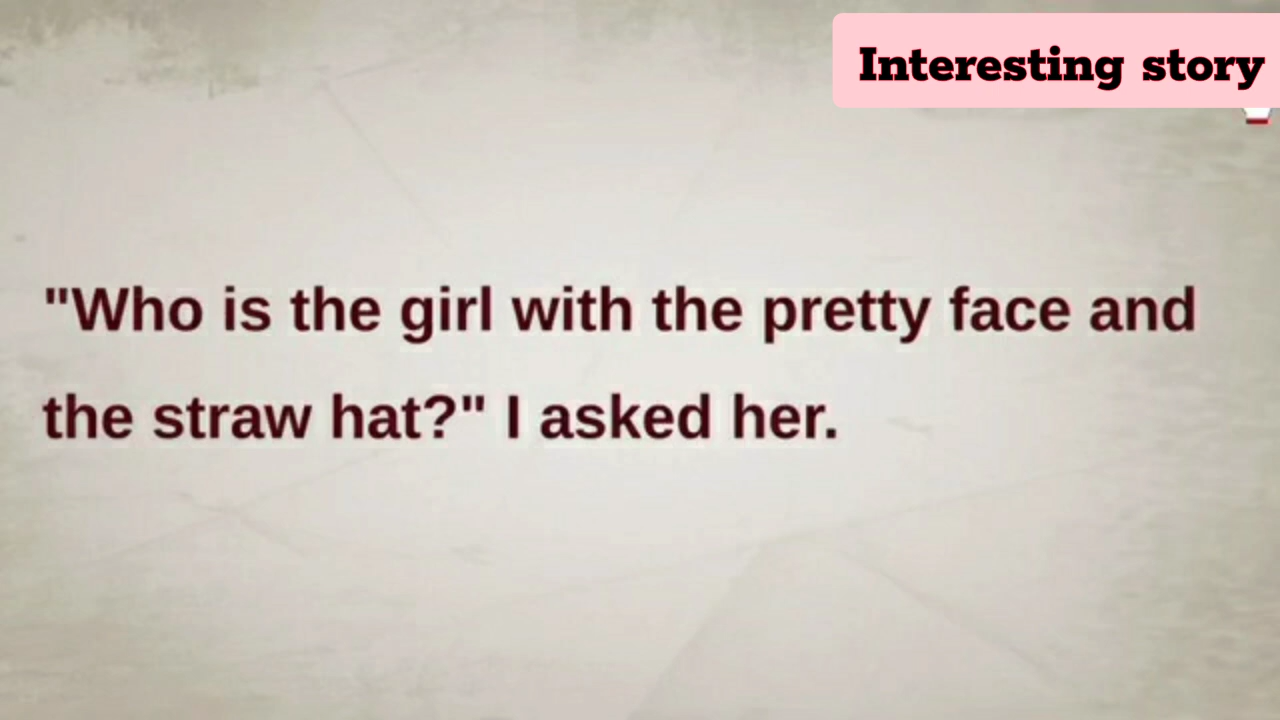 Interesting story
"Who is the girl with the pretty face and
the straw hat?" I asked her.